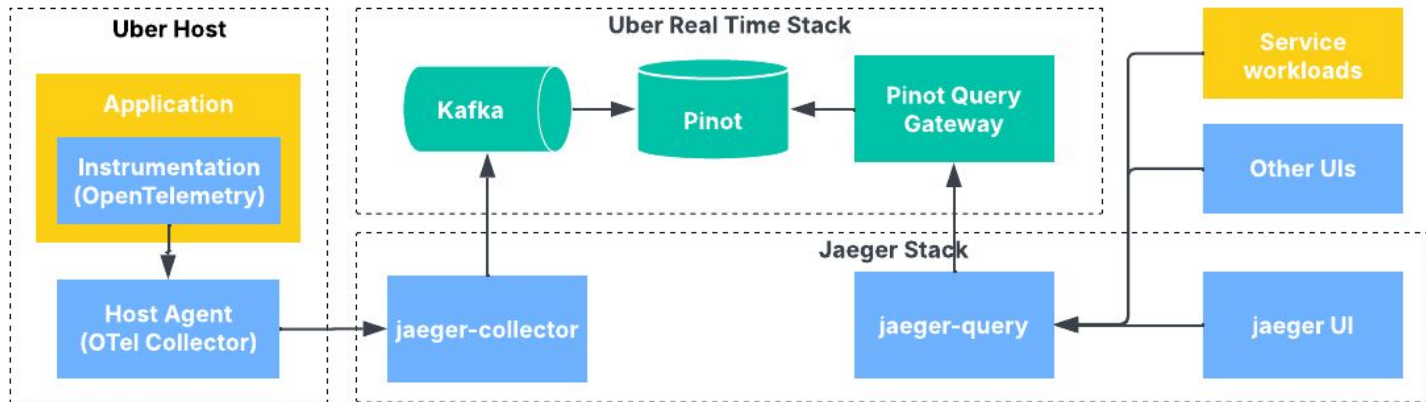 Uber Host
Application
Instrumentation
(OpenTelemetry)
Host Agent
(OTel Collector)
Uber Real Time Stack
Kafka
Pinot
Pinot Query
Gateway
Jaeger Stack
jaeger-collector
jaeger-query
jaeger UI
Service
workloads
Other UIs